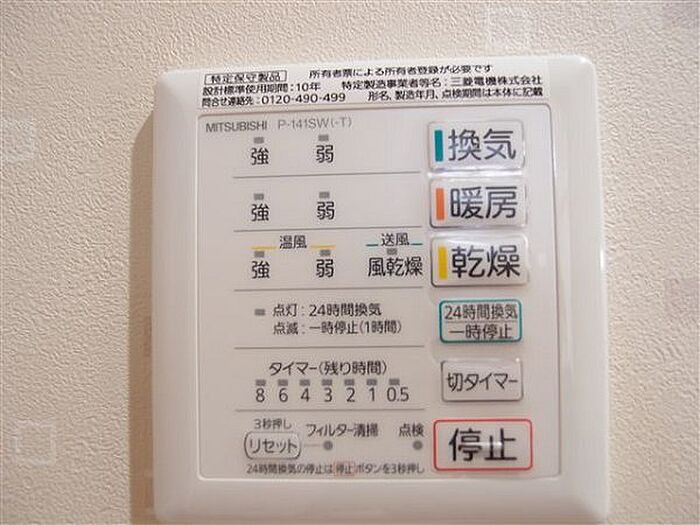 特定保守製品 所有者票による所有者登録が必要です
設計標準使用期間：10年 特定製造事業者等名：三菱電機株式会社
問合せ連絡先：0120-490-499 形名、製造年月、点検期間は本体に記載
MITSUBISHI P-141SW(-T)
強 弱 換気
強 弱 暖房
温風 送風
強 弱 風乾燥 乾燥
点灯：24時間換気
点滅：一時停止(1時間)
24時間換気
一時停止
タイマー(残り時間)
8 6 4 3 2 1 0.5
切タイマー
3秒押し
リセット フィルター清掃 点検
停止
24時間換気の停止は 停止 ボタンを3秒押し